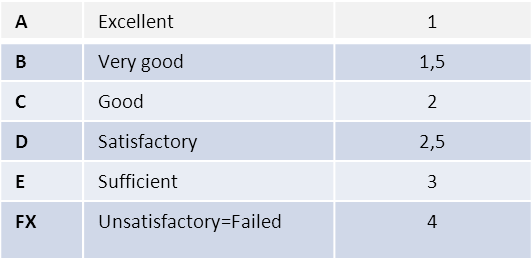 A Excellent 1
B Very good 1,5
C Good 2
D Satisfactory 2,5
E Sufficient 3
FX Unsatisfactory=Failed 4